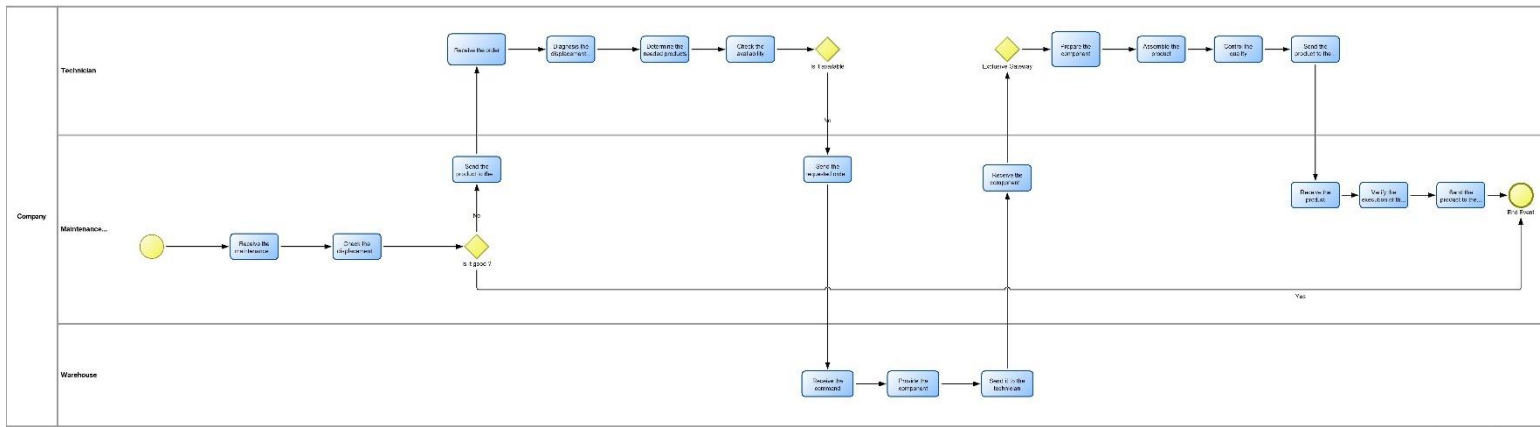 Company
Technician
Receive the order
Diagnosis the
displacement...
Determine the
needed products
Check the
availability
Is it available
No
Exclusive Gateway
Prepare the
component
Assemble the
product
Control the
quality
Send the
product to the...
Maintenance...
Receive the
maintenance...
Check the
displacement
Is it good ?
No
Send the
product to the...
Yes
Send the
requested orde...
Receive the
component
Receive the
product
Verify the
execution of th...
Send the
product to the...
End Event
Warehouse
Receive the
command
Provide the
component
Send it to the
technician